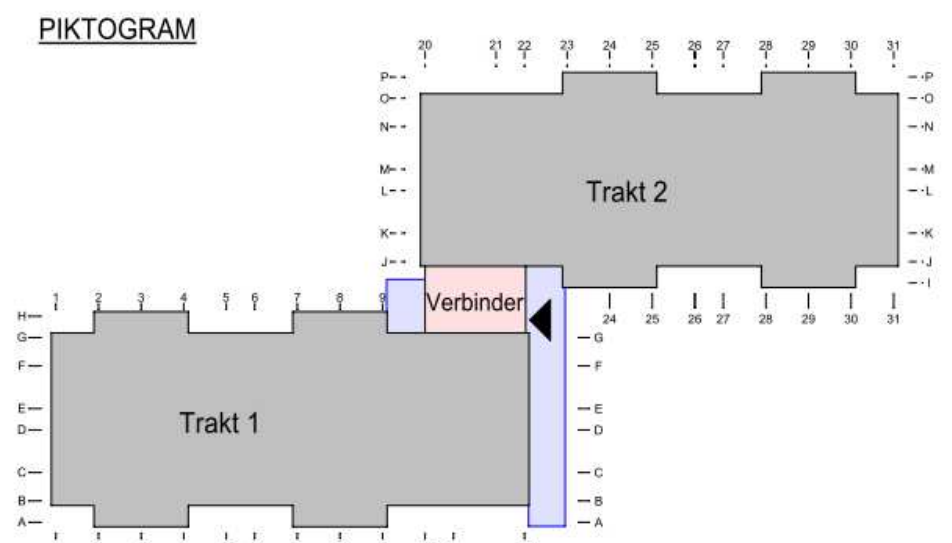 PIKTOGRAM
20 21 22 23 24 25 26 27 28 29 30 31
P P
O O
N N
M M
Trakt 2
L L
K K
J J
I
Verbinder
1 2 3 4 5 6 7 8 9
24 25 26 27 28 29 30 31
H
G G
F F
E E
Trakt 1
D D
C C
B B
A A